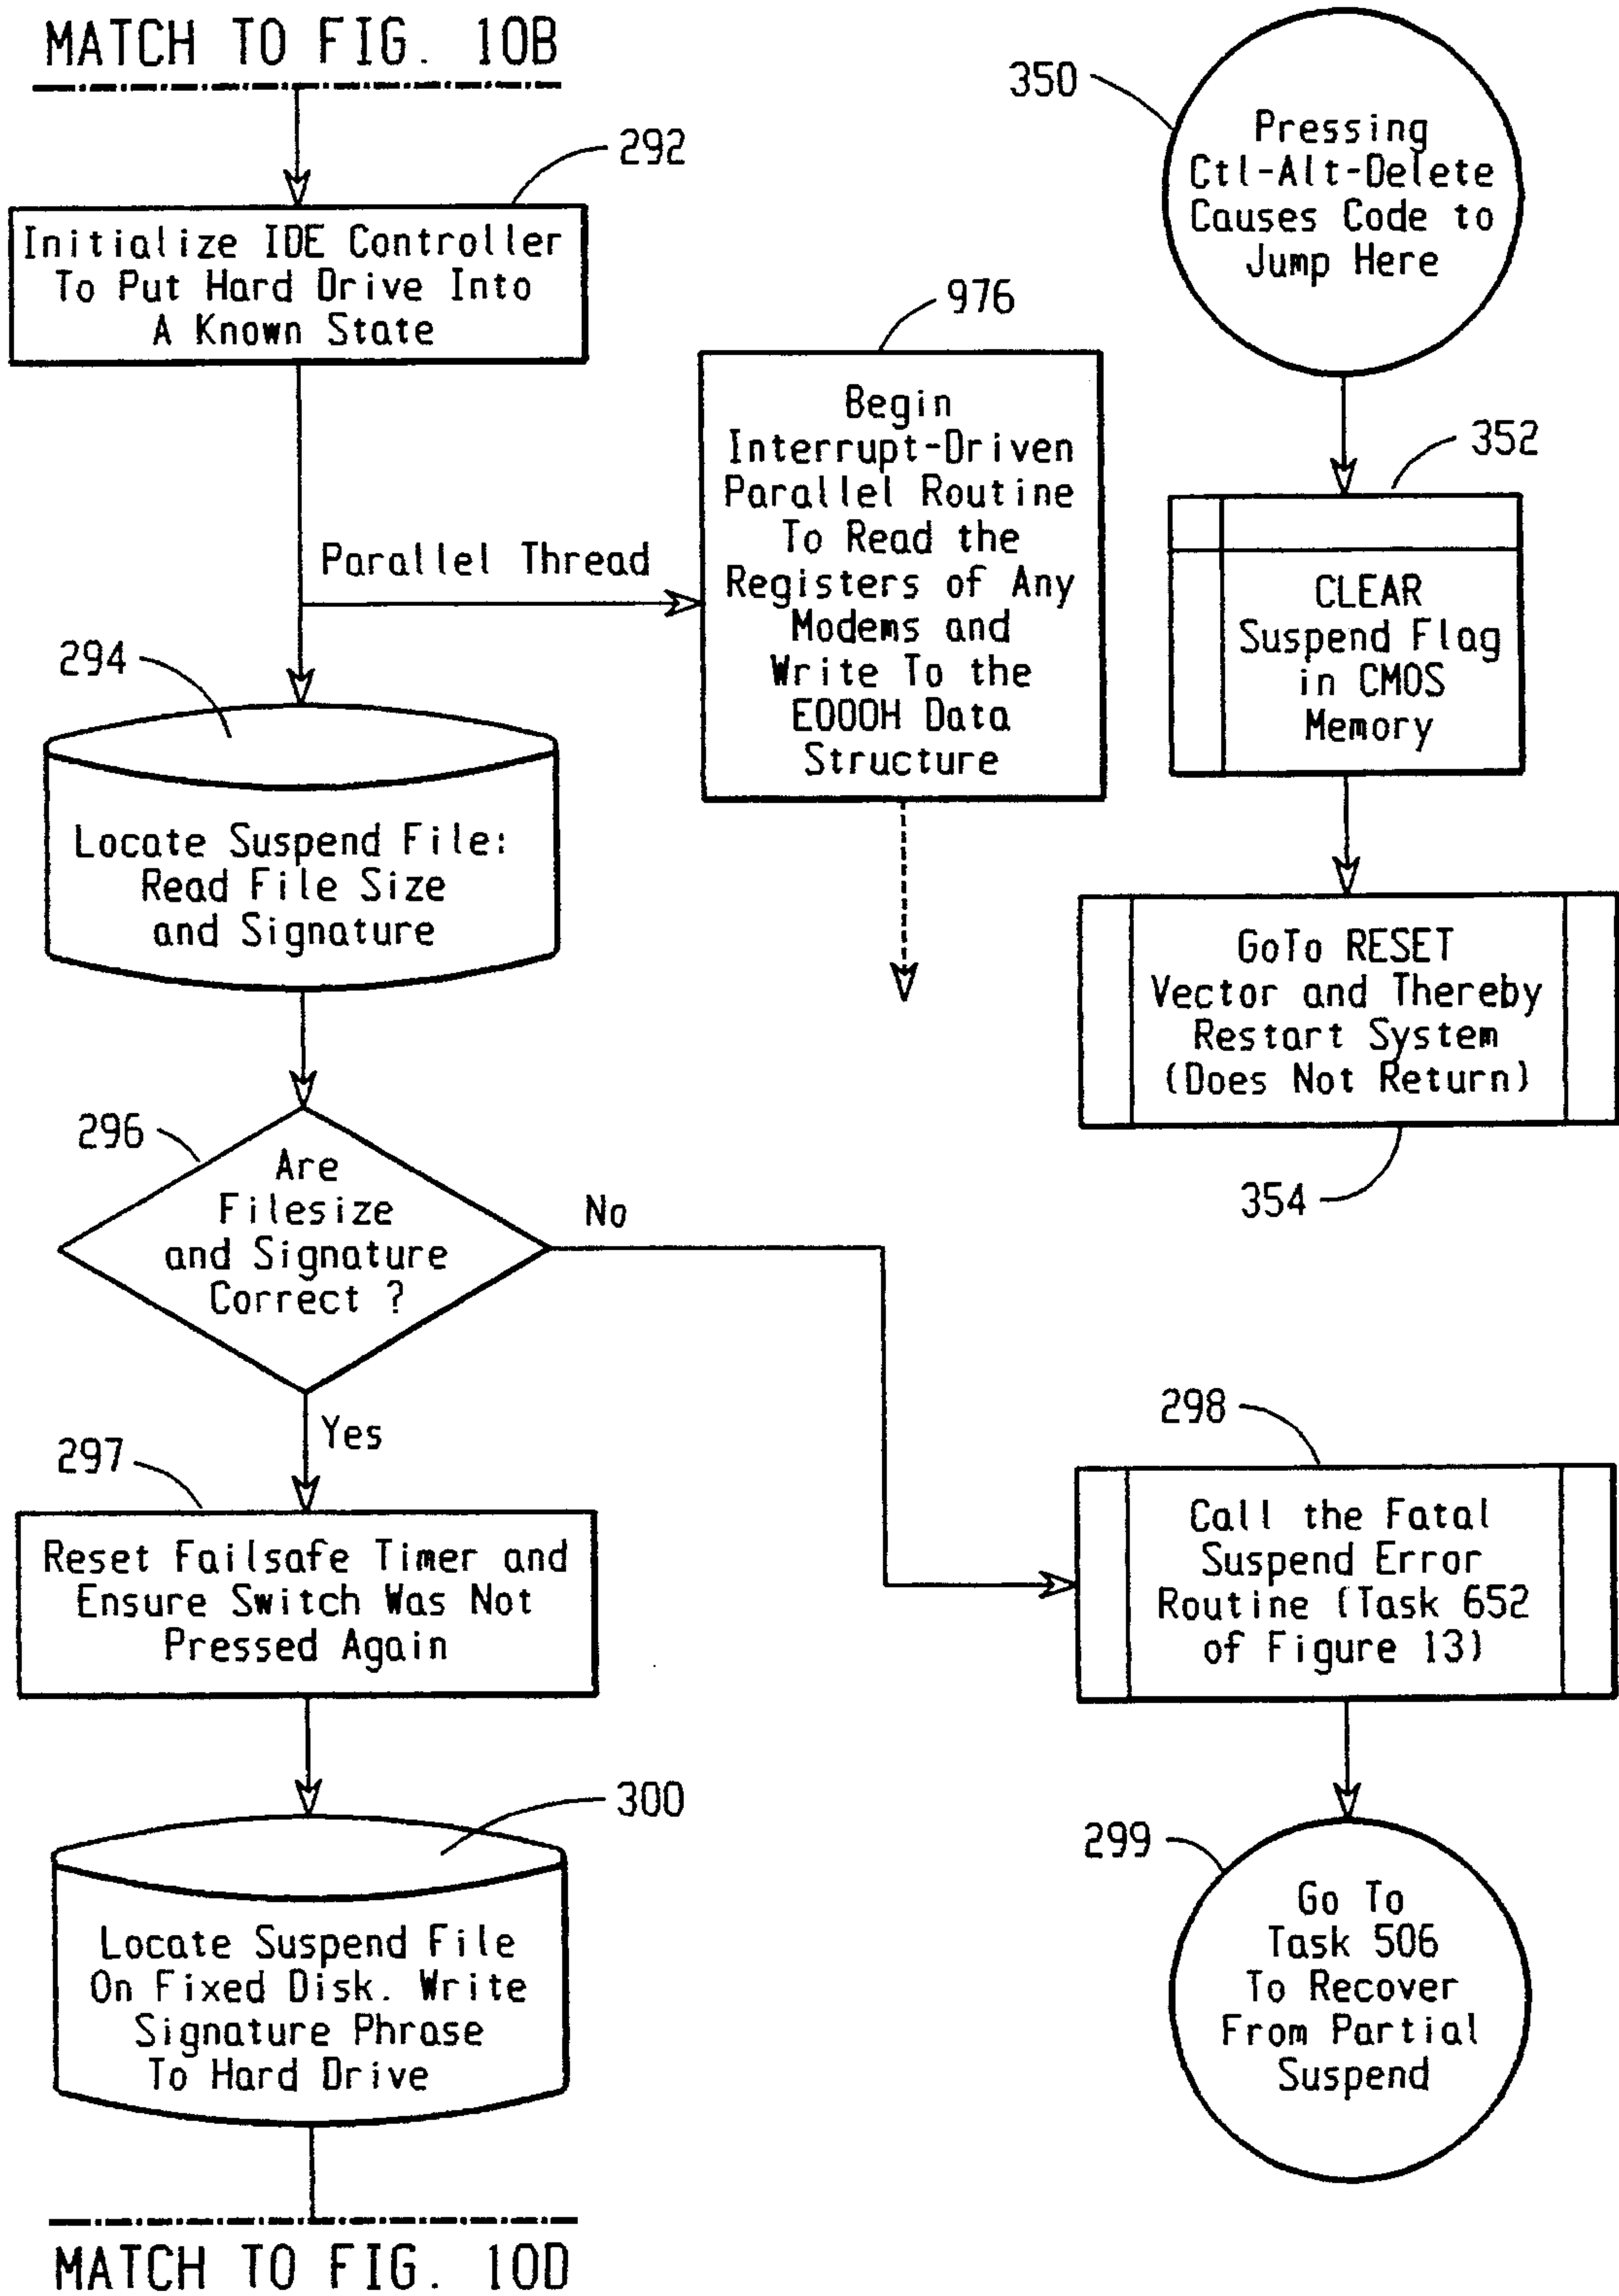 MATCH TO FIG. 10B
292
Initialize IDE Controller
To Put Hard Drive Into
A Known State
Parallel Thread
976
Begin
Interrupt-Driven
Parallel Routine
To Read the
Registers of Any
Modems and
Write To the
E000H Data
Structure
294
Locate Suspend File:
Read File Size
and Signature
296
Are
Filesize
and Signature
Correct ?
No
Yes
297
Reset Failsafe Timer and
Ensure Switch Was Not
Pressed Again
300
Locate Suspend File
On Fixed Disk. Write
Signature Phrase
To Hard Drive
MATCH TO FIG. 10D
350
Pressing
Ctl-Alt-Delete
Causes Code to
Jump Here
352
CLEAR
Suspend Flag
in CMOS
Memory
GoTo RESET
Vector and Thereby
Restart System
(Does Not Return)
354
298
Call the Fatal
Suspend Error
Routine (Task 652
of Figure 13)
299
Go To
Task 506
To Recover
From Partial
Suspend